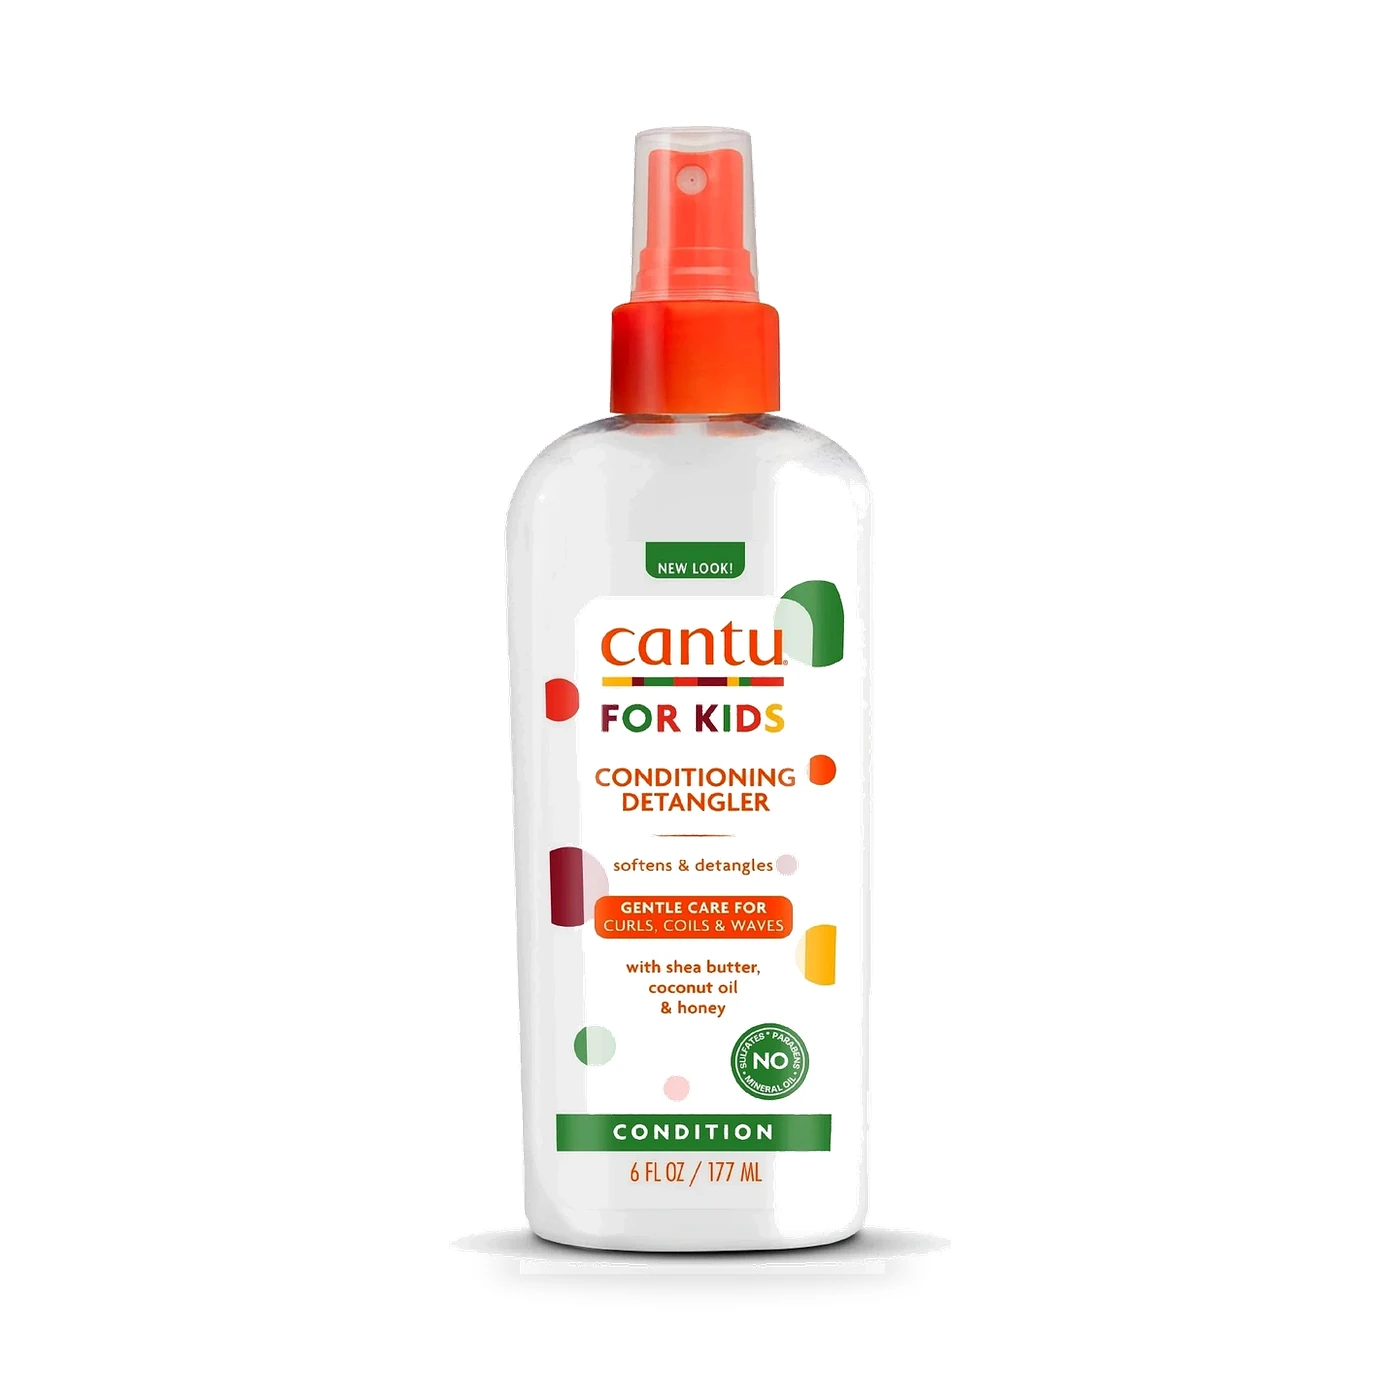 NEW LOOK!
cantu®
FOR KIDS
CONDITIONING
DETANGLER
softens & detangles
GENTLE CARE FOR
CURLS, COILS & WAVES
with shea butter,
coconut oil
& honey
SULFATES * PARABENS
NO
• MINERAL OIL •
CONDITION
6 FL OZ / 177 ML